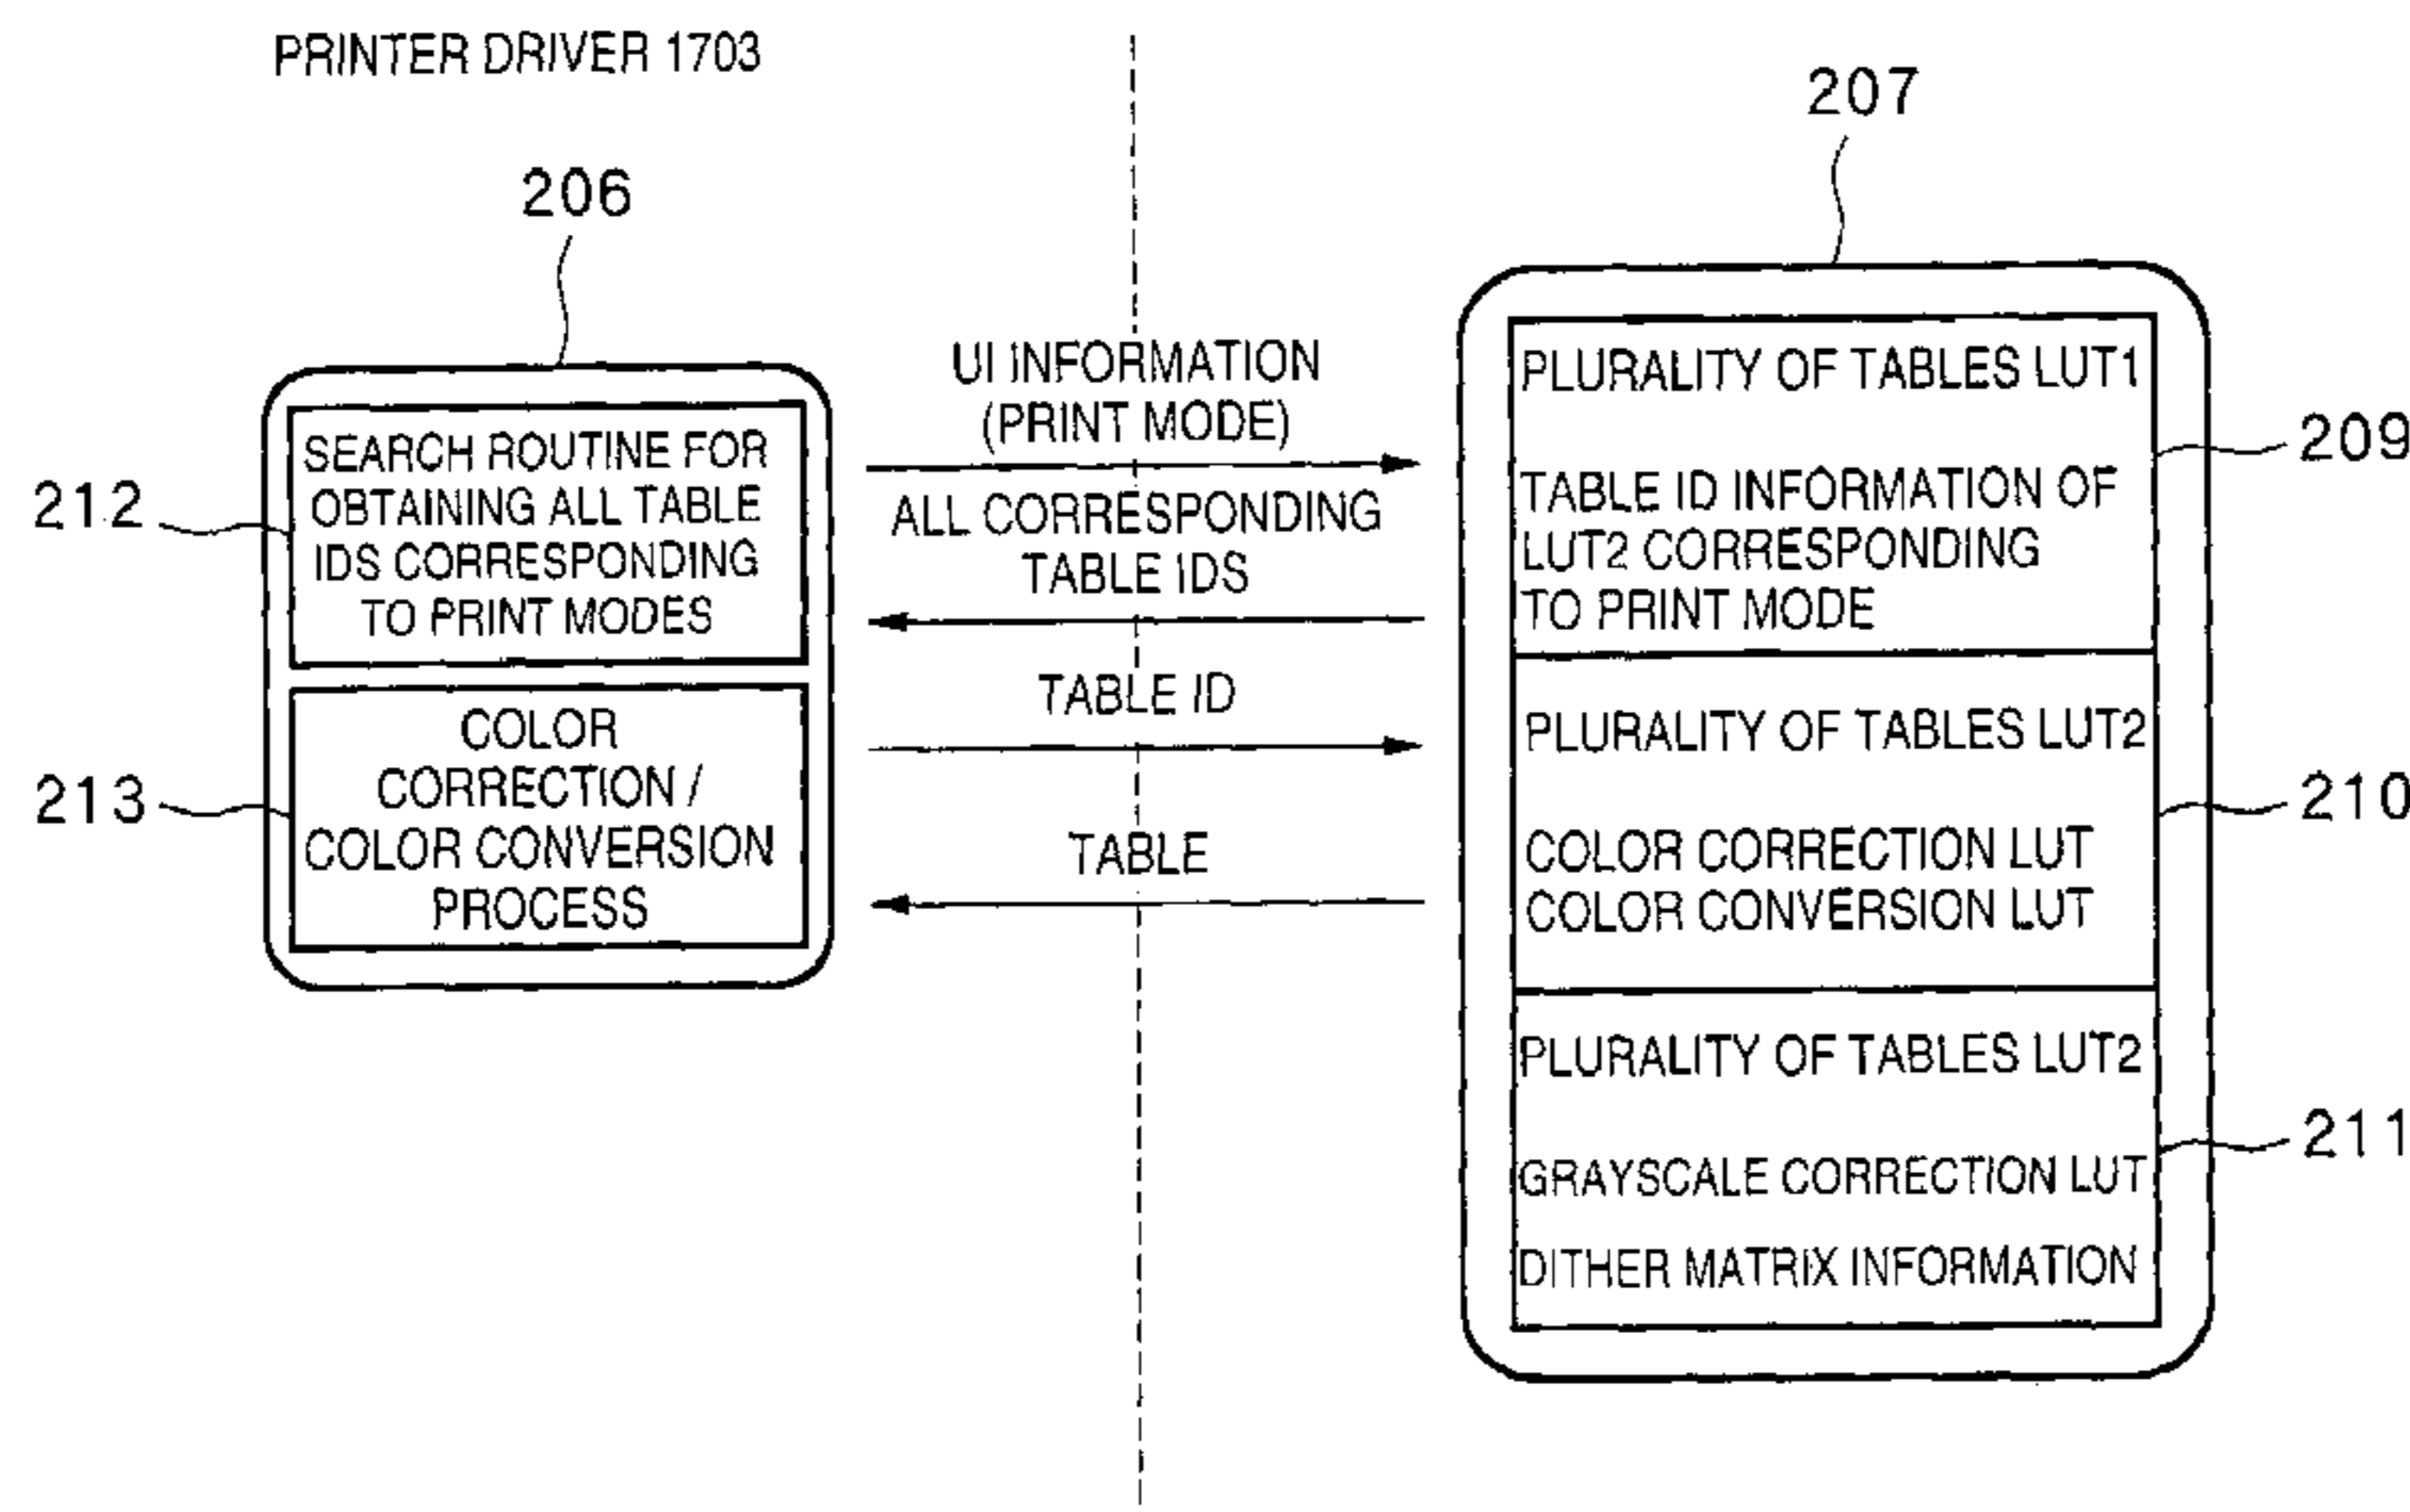 PRINTER DRIVER 1703
206
212
SEARCH ROUTINE FOR
OBTAINING ALL TABLE
IDS CORRESPONDING
TO PRINT MODES
213
COLOR
CORRECTION /
COLOR CONVERSION
PROCESS
UI INFORMATION
(PRINT MODE)
ALL CORRESPONDING
TABLE IDS
TABLE ID
TABLE
207
PLURALITY OF TABLES LUT1
TABLE ID INFORMATION OF
LUT2 CORRESPONDING
TO PRINT MODE
209
PLURALITY OF TABLES LUT2
COLOR CORRECTION LUT
COLOR CONVERSION LUT
210
PLURALITY OF TABLES LUT2
GRAYSCALE CORRECTION LUT
DITHER MATRIX INFORMATION
211